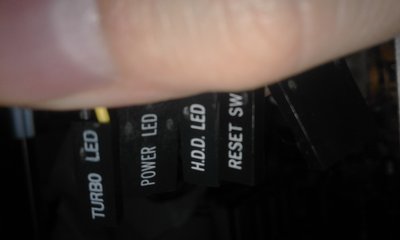 TURBO LED
POWER LED
H.D.D. LED
RESET SW